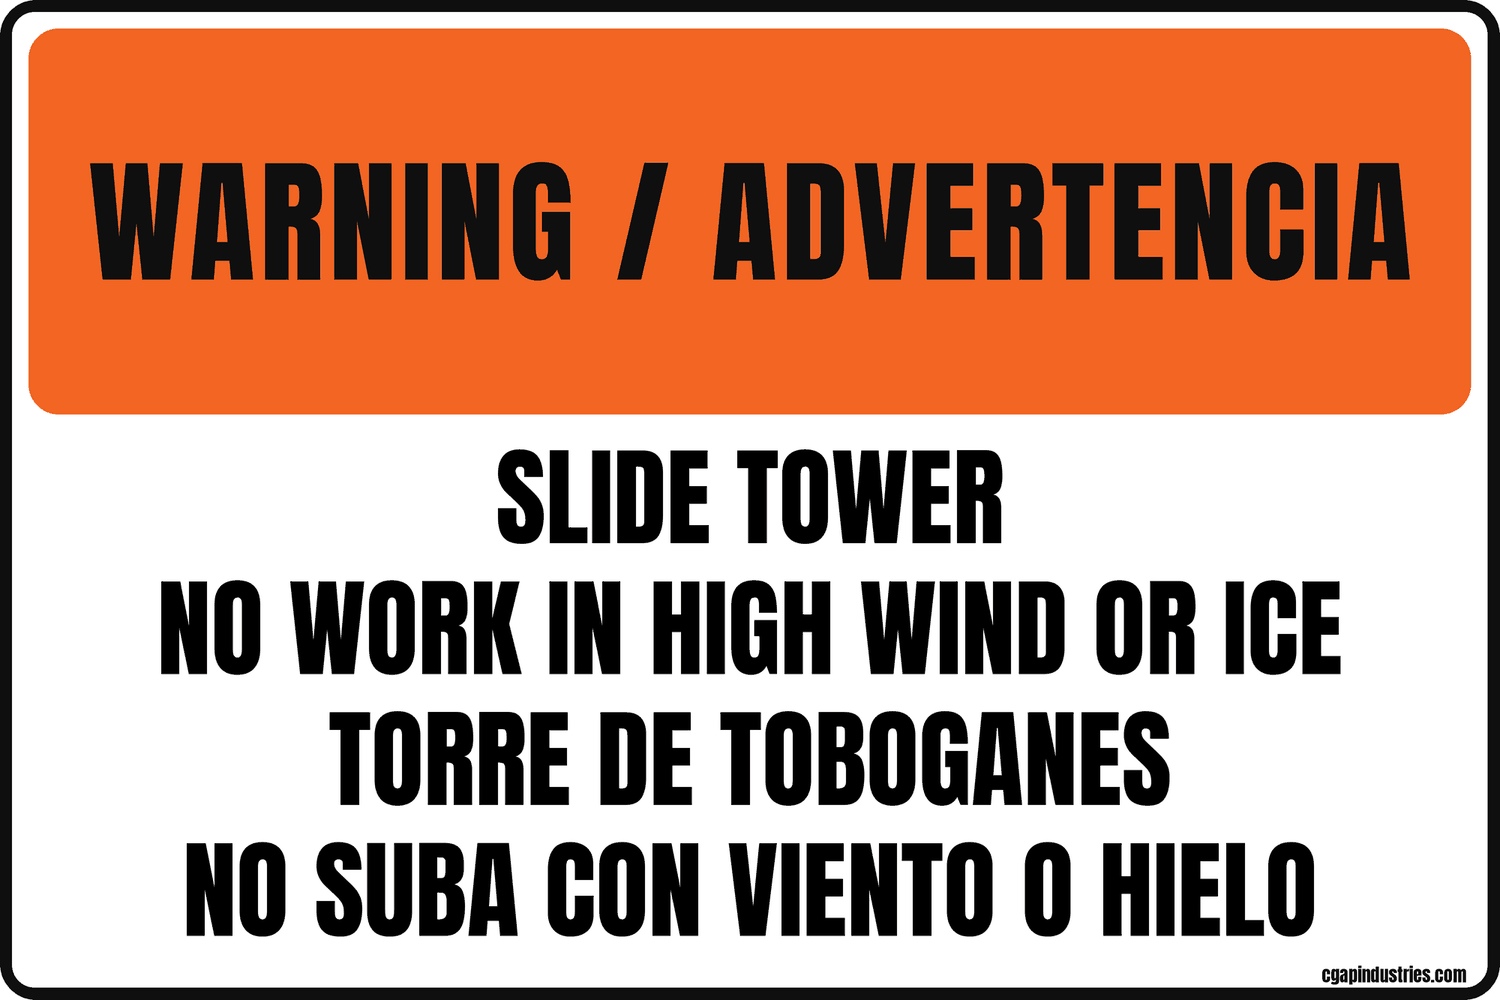 WARNING / ADVERTENCIA
SLIDE TOWER
NO WORK IN HIGH WIND OR ICE
TORRE DE TOBOGANES
NO SUBA CON VIENTO O HIELO
cgapindustries.com